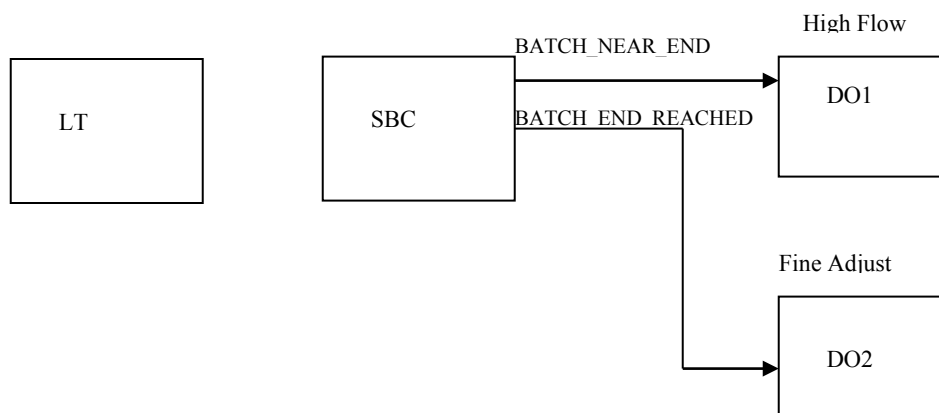 High Flow
BATCH_NEAR_END
DO1
LT
SBC
BATCH_END_REACHED
Fine Adjust
DO2